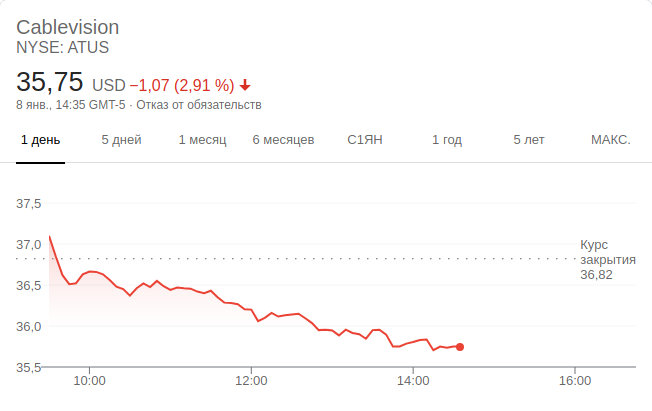 Cablevision
NYSE: ATUS
35,75 USD −1,07 (2,91 %)
8 янв., 14:35 GMT-5 · Отказ от обязательств
1 день 5 дней 1 месяц 6 месяцев С1ЯН 1 год 5 лет МАКС.
37,5
37,0
36,5
36,0
35,5
Курс
закрытия
36,82
10:00 12:00 14:00 16:00